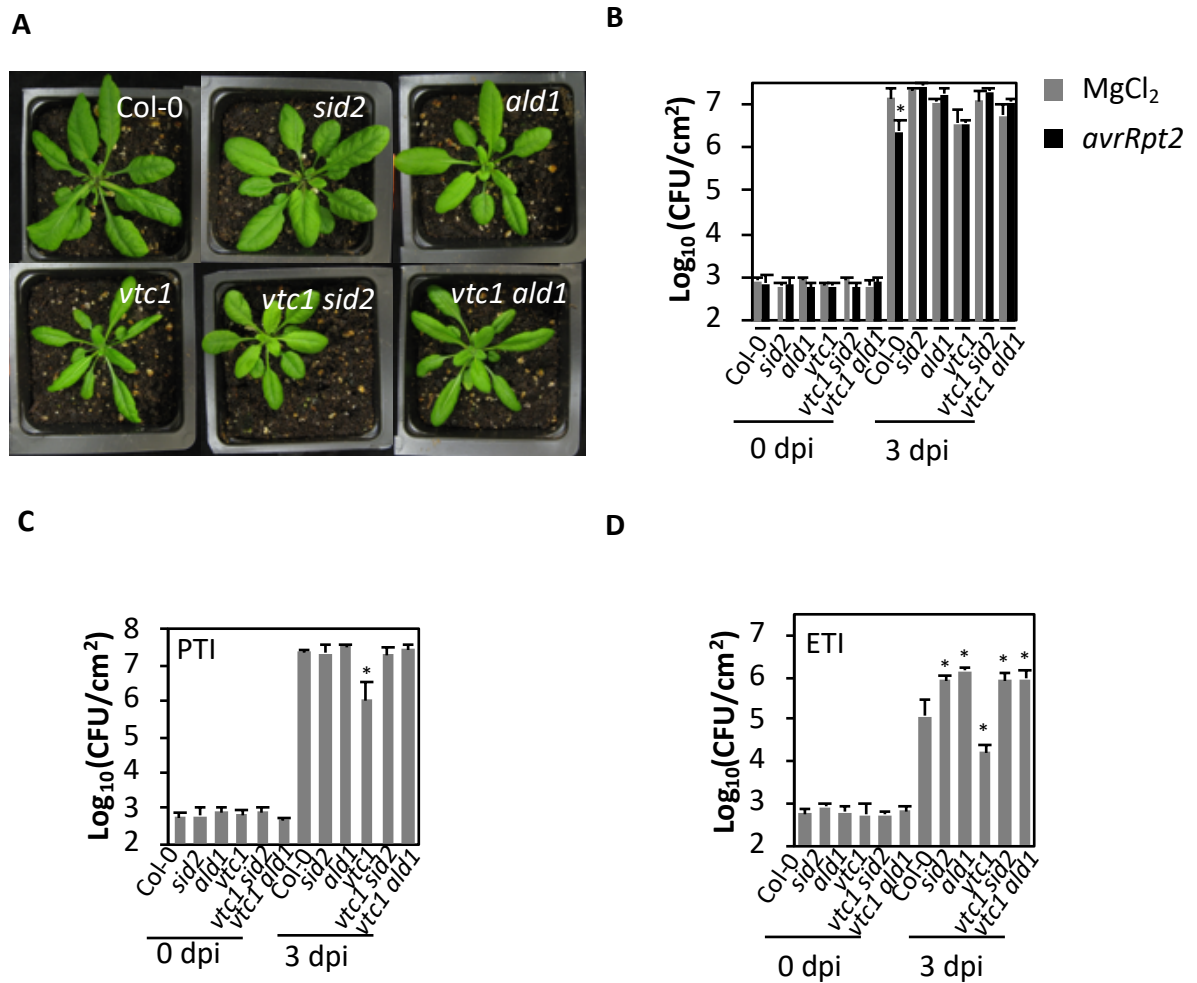 A
Col-0
sid2
ald1
vtc1
vtc1 sid2
vtc1 ald1
B
Log10 (CFU/cm2)
7
6
5
4
3
2
Col-0
sid2
ald1
vtc1
vtc1 sid2
vtc1 ald1
Col-0
sid2
ald1
vtc1
vtc1 sid2
vtc1 ald1
0 dpi
3 dpi
*
MgCl2
avrRpt2
C
PTI
Log10(CFU/cm2)
8
7
6
5
4
3
2
*
Col-0
sid2
ald1
vtc1
vtc1 sid2
vtc1 ald1
Col-0
sid2
ald1
vtc1
vtc1 sid2
vtc1 ald1
0 dpi
3 dpi
D
ETI
Log10(CFU/cm2)
7
6
5
4
3
2
* * * * *
Col-0
sid2
ald1
vtc1
vtc1 sid2
vtc1 ald1
Col-0
sid2
ald1
vtc1
vtc1 sid2
vtc1 ald1
0 dpi
3 dpi